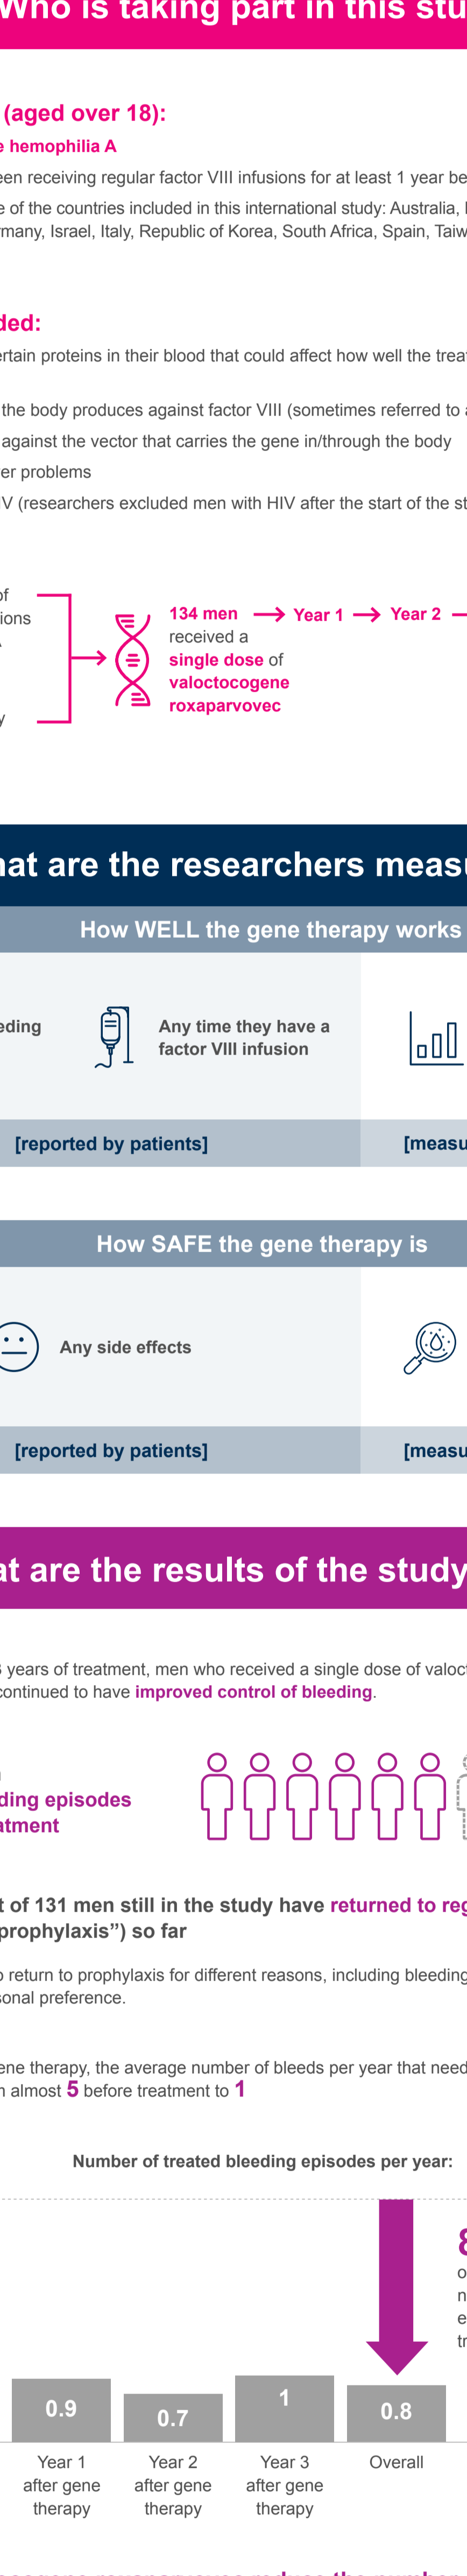 Who is taking part in this stu
(aged over 18):
hemophilia A
een receiving regular factor VIII infusions for at least 1 year be
of the countries included in this international study: Australia,
rmany, Israel, Italy, Republic of Korea, South Africa, Spain, Taiw
ded:
ertain proteins in their blood that could affect how well the trea
the body produces against factor VIII (sometimes referred to a
against the vector that carries the gene in/through the body
er problems
IV (researchers excluded men with HIV after the start of the st
of
ions
y
134 men → Year 1 → Year 2
received a
single dose of
valoctocogene
roxaparvovec
hat are the researchers measu
How WELL the gene therapy works
eding
Any time they have a
factor VIII infusion
[reported by patients]
[measu
How SAFE the gene therapy is
Any side effects
[reported by patients]
[measu
at are the results of the study
years of treatment, men who received a single dose of valoct
continued to have improved control of bleeding.
ding episodes
atment
t of 131 men still in the study have returned to reg
prophylaxis”) so far
o return to prophylaxis for different reasons, including bleeding
sonal preference.
ene therapy, the average number of bleeds per year that need
n almost 5 before treatment to 1
Number of treated bleeding episodes per year:
0.9
0.7
1
0.8
Year 1
after gene
therapy
Year 2
after gene
therapy
Year 3
after gene
therapy
Overall